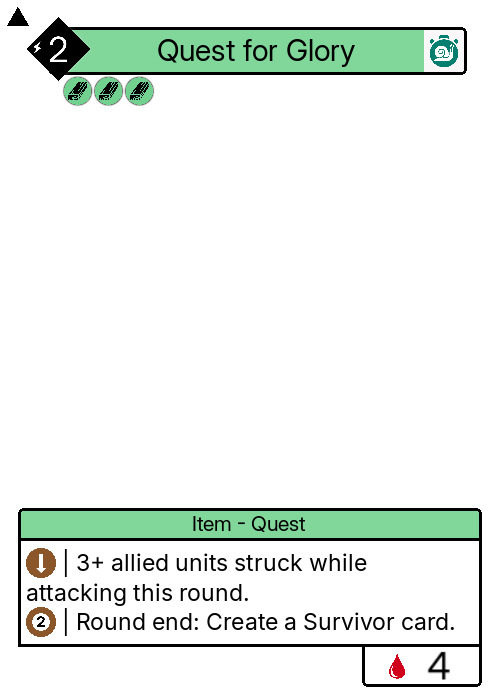 2 Quest for Glory
Item - Quest
| 3+ allied units struck while
attacking this round.
2 | Round end: Create a Survivor card.
4